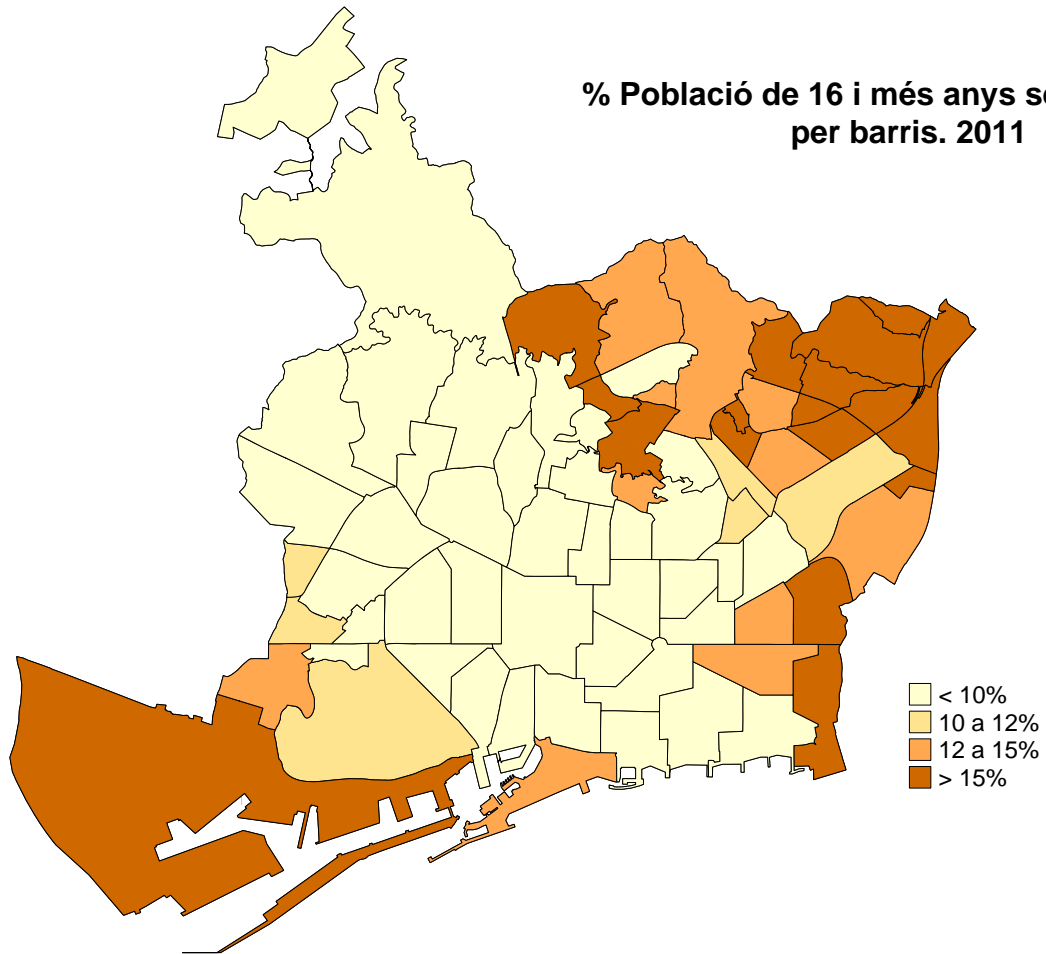 % Població de 16 i més anys
per barris. 2011
< 10%
10 a 12%
12 a 15%
> 15%